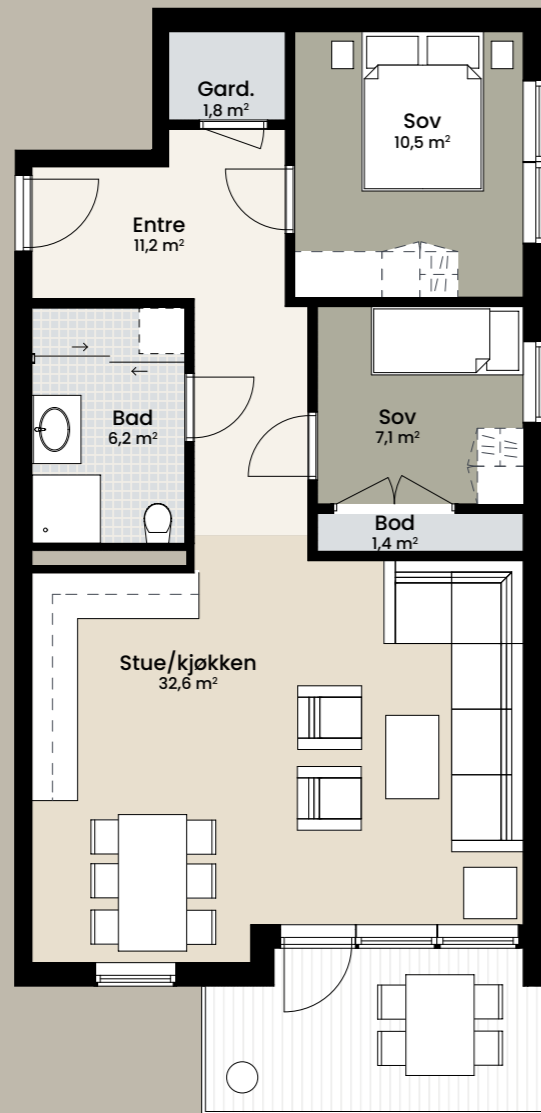 Gard.
1,8 m²
Sov
10,5 m²
Entre
11,2 m²
Bad
6,2 m²
Sov
7,1 m²
Bod
1,4 m²
Stue/kjøkken
32,6 m²